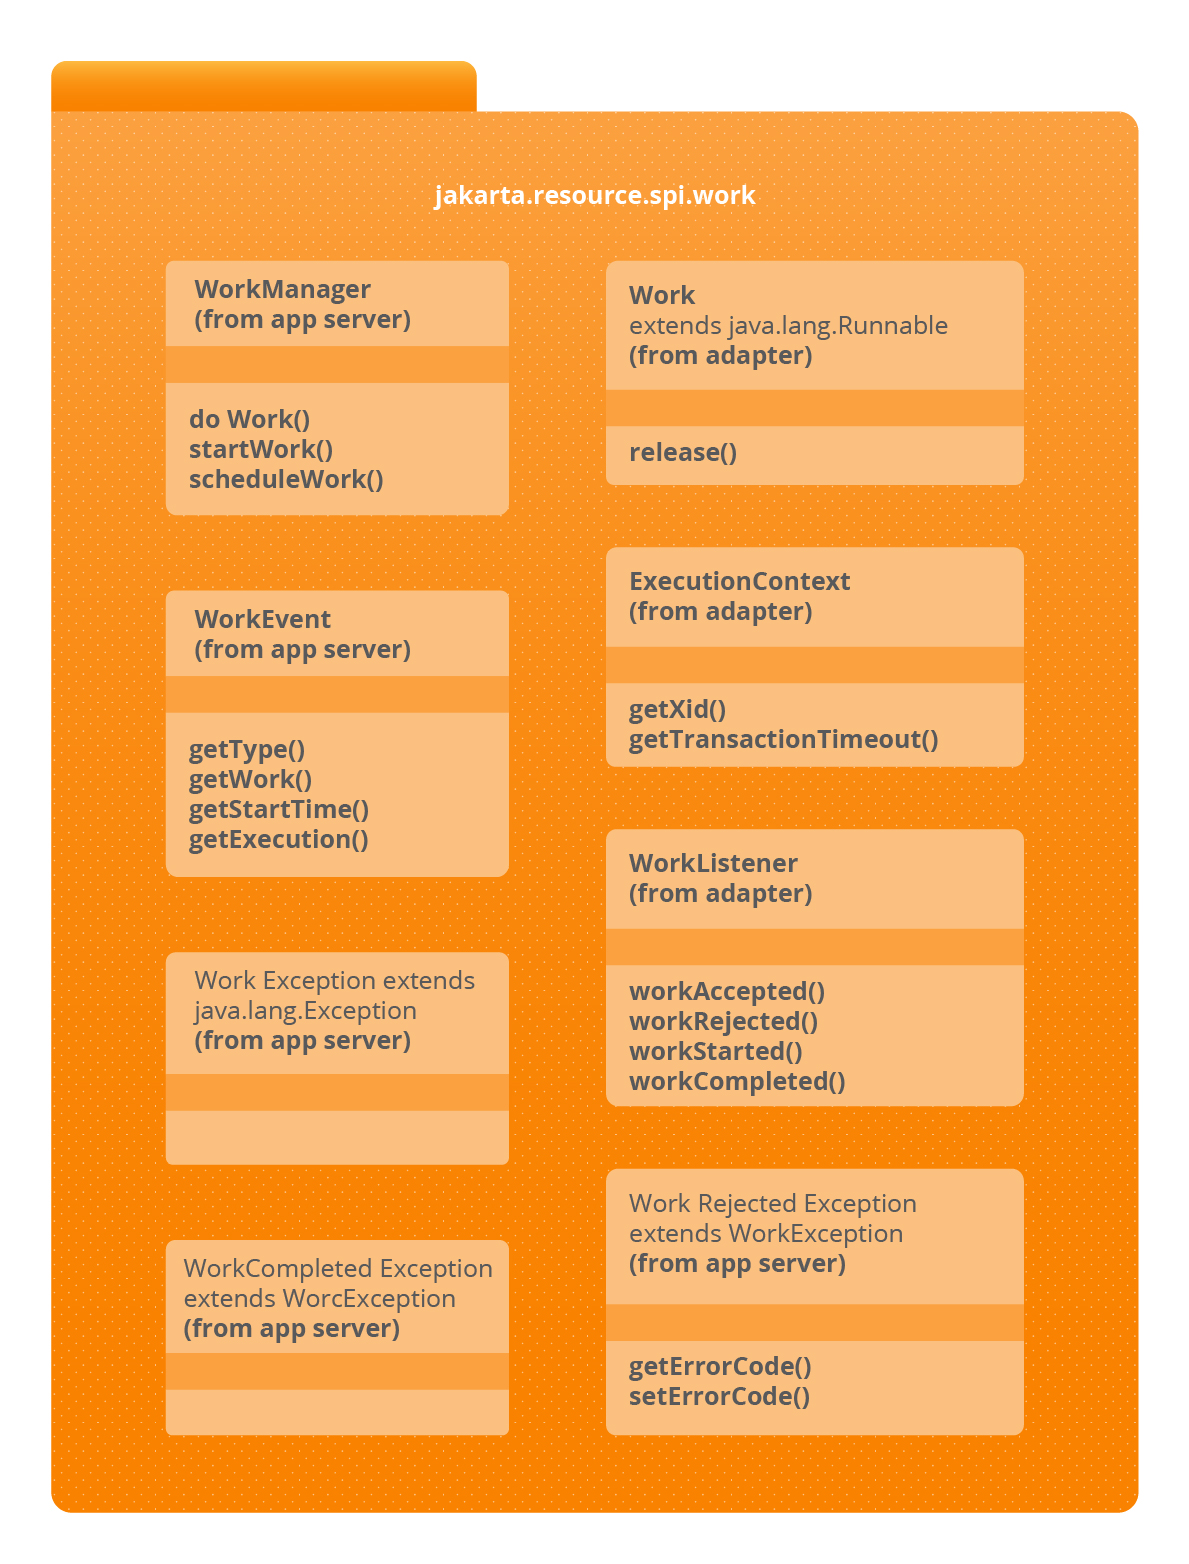 jakarta.resource.spi.work
WorkManager
(from app server)
do Work()
startWork()
scheduleWork()
WorkEvent
(from app server)
getType()
getWork()
getStartTime()
getExecution()
Work Exception extends
java.lang.Exception
(from app server)
WorkCompleted Exception
extends WorcException
(from app server)
Work
extends java.lang.Runnable
(from adapter)
release()
ExecutionContext
(from adapter)
getXid()
getTransactionTimeout()
WorkListener
(from adapter)
workAccepted()
workRejected()
workStarted()
workCompleted()
Work Rejected Exception
extends WorkException
(from app server)
getErrorCode()
setErrorCode()